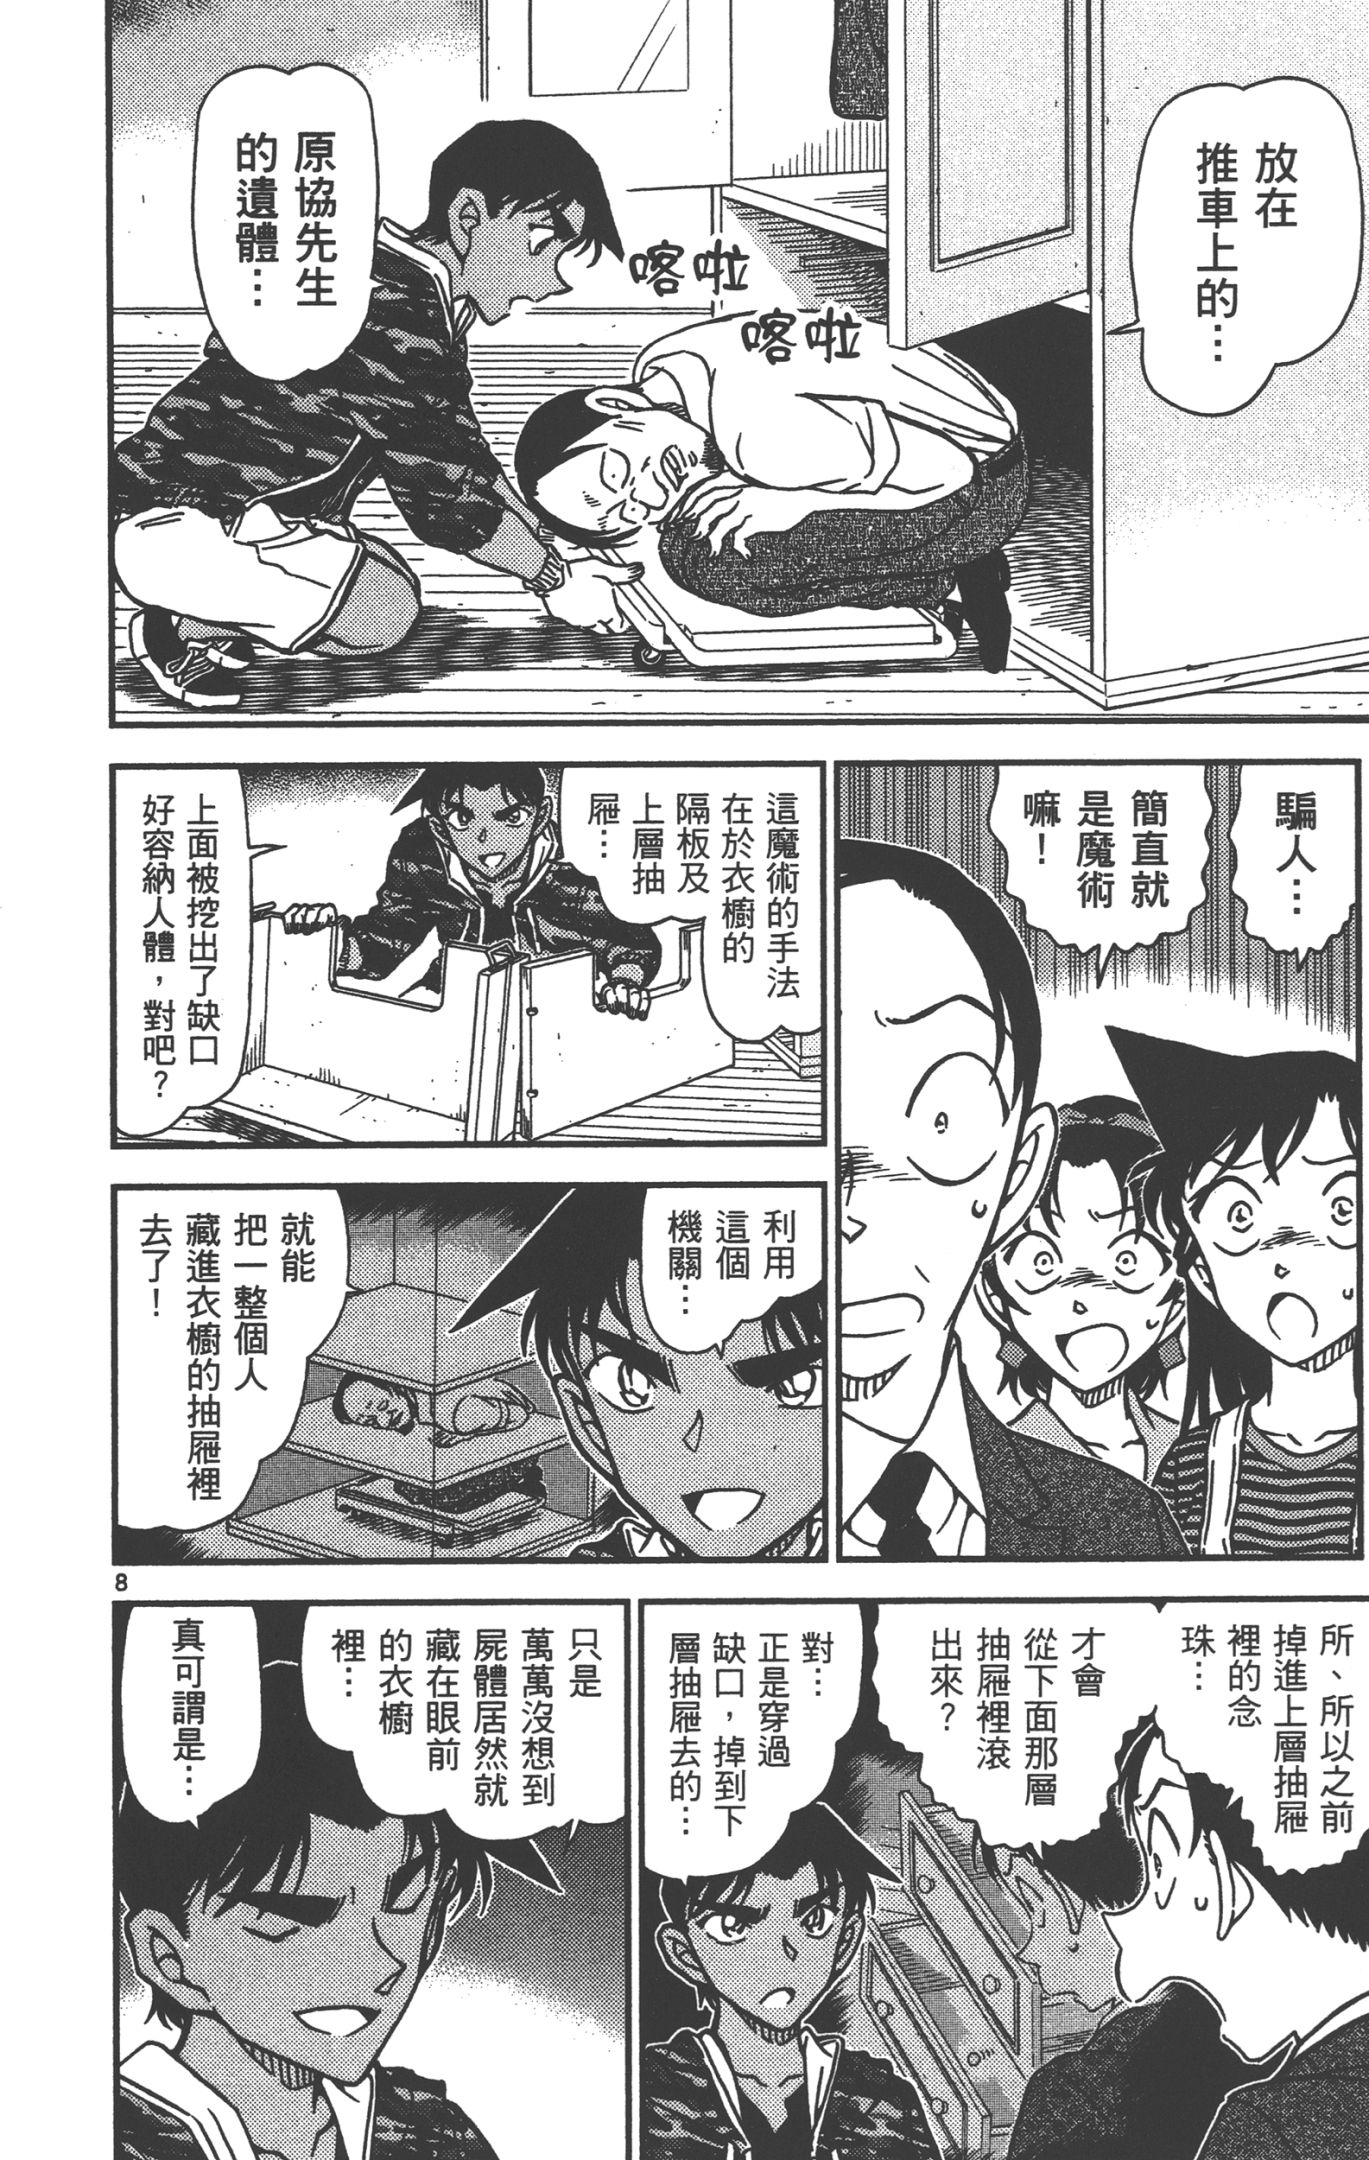 放在
推車上的…
原協先生
的遺體…
喀啦
喀啦
騙人…
簡直就
是魔術
嘛！
這魔術的手法
在於衣櫥的
隔板及
上層抽
屜…
上面被挖出了缺口
好容納人體，對吧？
利用
這個
機關…
就能
把一整個人
藏進衣櫥的抽屜裡
去了！
8
所、所以之前
掉進上層抽屜
裡的念
珠…
才會
從下面那層
抽屜裡滾
出來？
對…
正是穿過
缺口，掉到下
層抽屜去的…
只是
萬萬沒想到
屍體居然就
藏在眼前
的衣櫥
裡…
真可謂是…